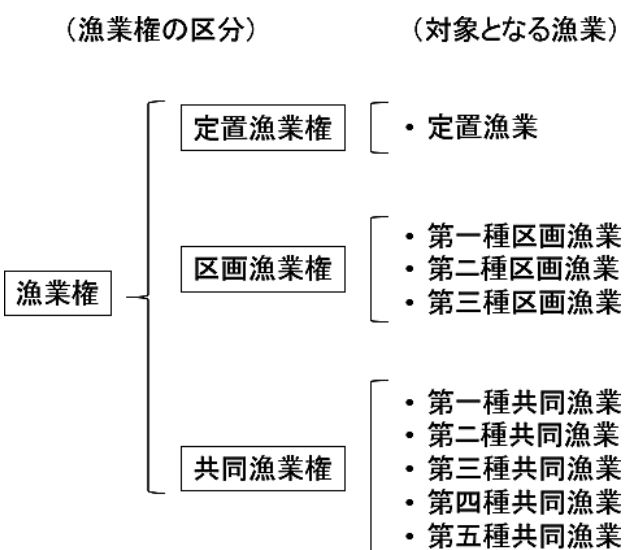 （漁業権の区分）
（対象となる漁業）
漁業権
定置漁業権
・定置漁業
区画漁業権
・第一種区画漁業
・第二種区画漁業
・第三種区画漁業
共同漁業権
・第一種共同漁業
・第二種共同漁業
・第三種共同漁業
・第四種共同漁業
・第五種共同漁業